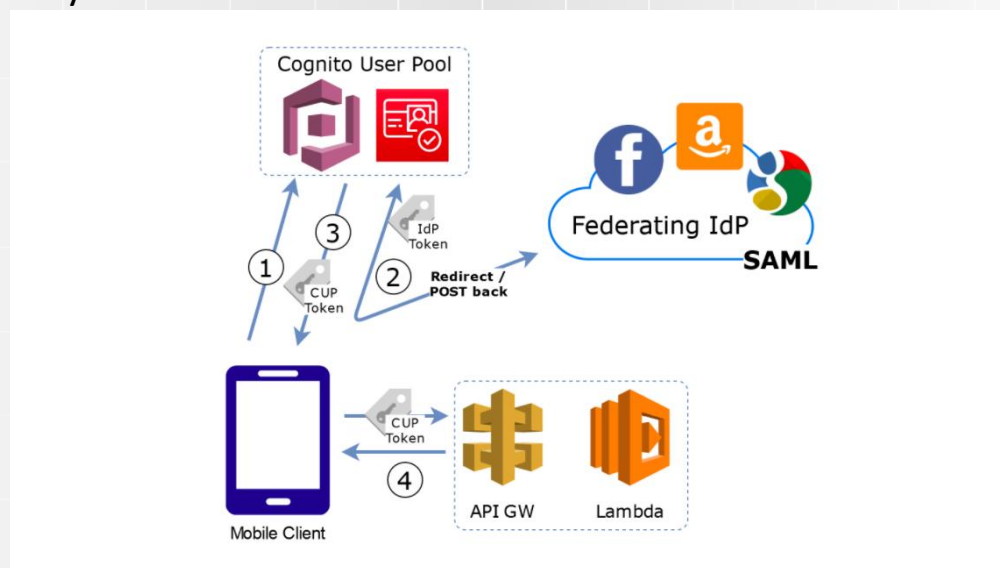 Cognito User Pool
a
f
Federating IdP
SAML
1
3
2
IdP
Token
CUP
Token
Redirect /
POST back
CUP
Token
4
API GW
Lambda
Mobile Client